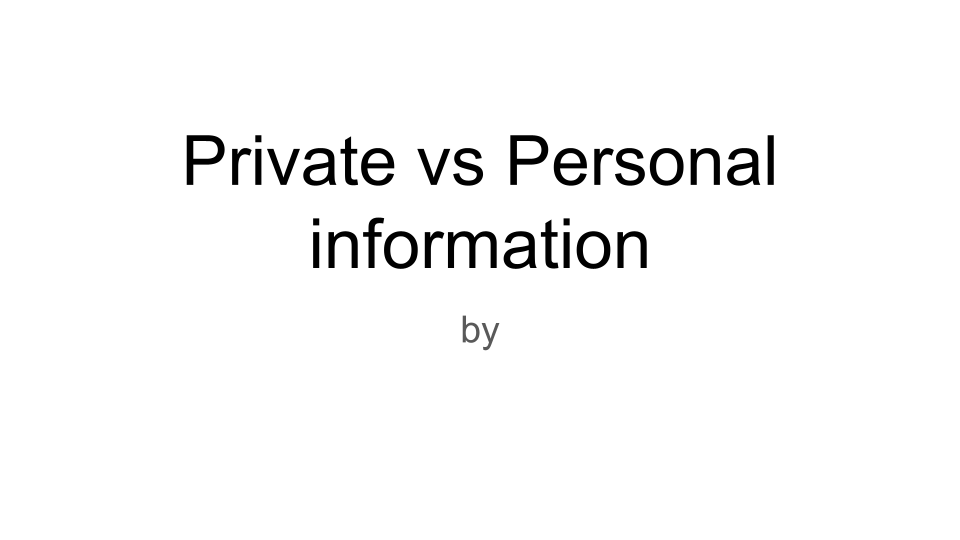 Private vs Personal
information
by